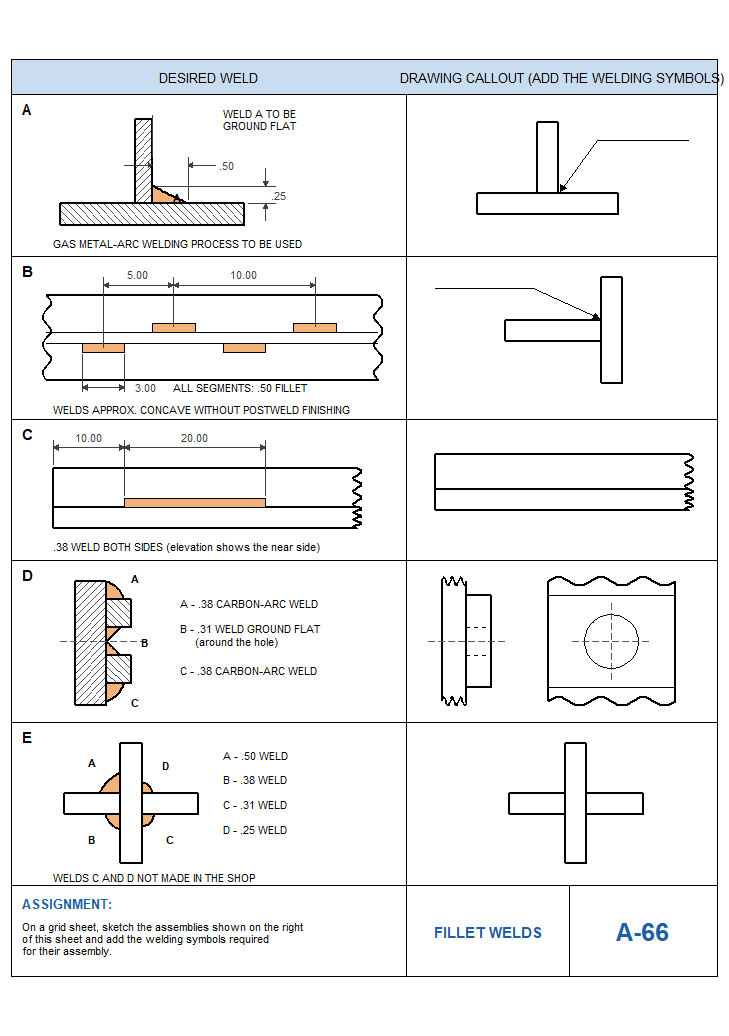 DESIRED WELD
DRAWING CALLOUT (ADD THE WELDING SYMBOLS)
A
WELD A TO BE
GROUND FLAT
.50
.25
GAS METAL-ARC WELDING PROCESS TO BE USED
B
5.00
10.00
3.00
ALL SEGMENTS: .50 FILLET
WELDS APPROX. CONCAVE WITHOUT POSTWELD FINISHING
C
10.00
20.00
.38 WELD BOTH SIDES (elevation shows the near side)
D
A
A - .38 CARBON-ARC WELD
B - .31 WELD GROUND FLAT
B
(around the hole)
C - .38 CARBON-ARC WELD
C
E
A
D
A - .50 WELD
B - .38 WELD
C - .31 WELD
D - .25 WELD
B
C
WELDS C AND D NOT MADE IN THE SHOP
ASSIGNMENT:
On a grid sheet, sketch the assemblies shown on the right
of this sheet and add the welding symbols required
for their assembly.
FILLET WELDS
A-66